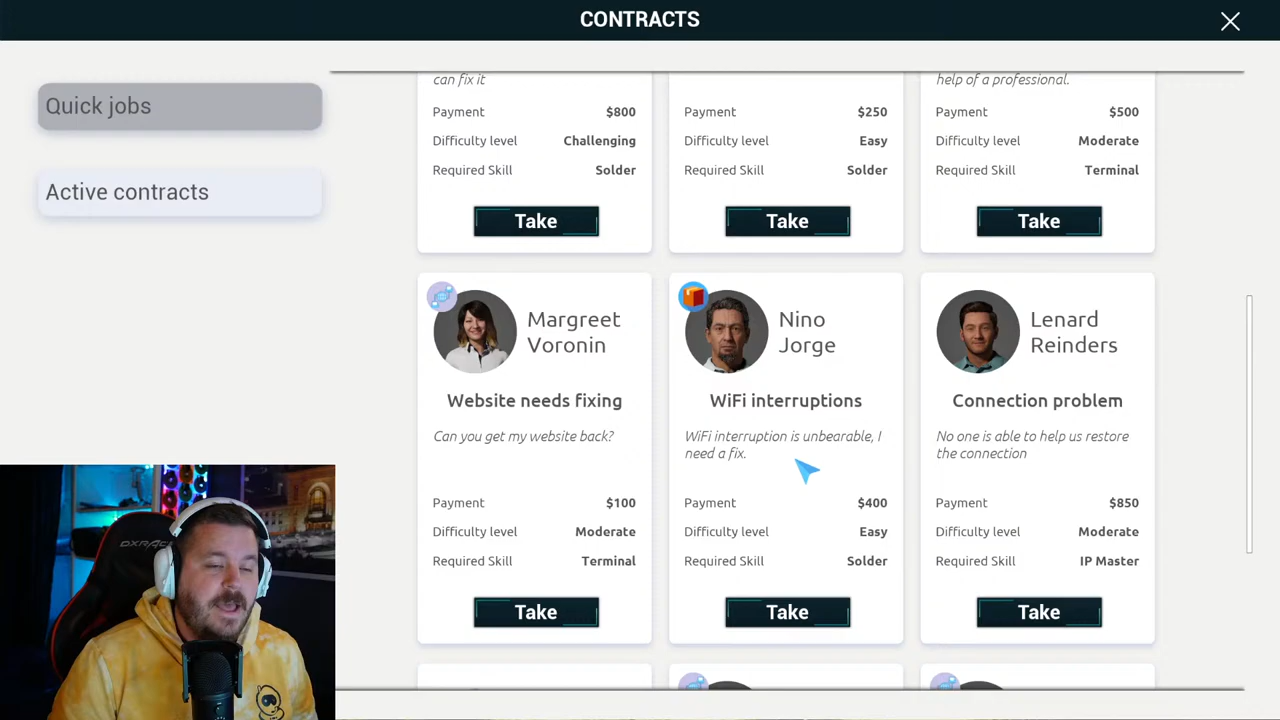 CONTRACTS
Quick jobs
Active contracts
can fix it
Payment $800
Difficulty level Challenging
Required Skill Solder
Take
Payment $250
Difficulty level Easy
Required Skill Solder
Take
help of a professional.
Payment $500
Difficulty level Moderate
Required Skill Terminal
Take
Margreet
Voronin
Website needs fixing
Can you get my website back?
Payment $100
Difficulty level Moderate
Required Skill Terminal
Take
Nino
Jorge
WiFi interruptions
WiFi interruption is unbearable, I
need a fix.
Payment $400
Difficulty level Easy
Required Skill Solder
Take
Lenard
Reinders
Connection problem
No one is able to help us restore
the connection
Payment $850
Difficulty level Moderate
Required Skill IP Master
Take